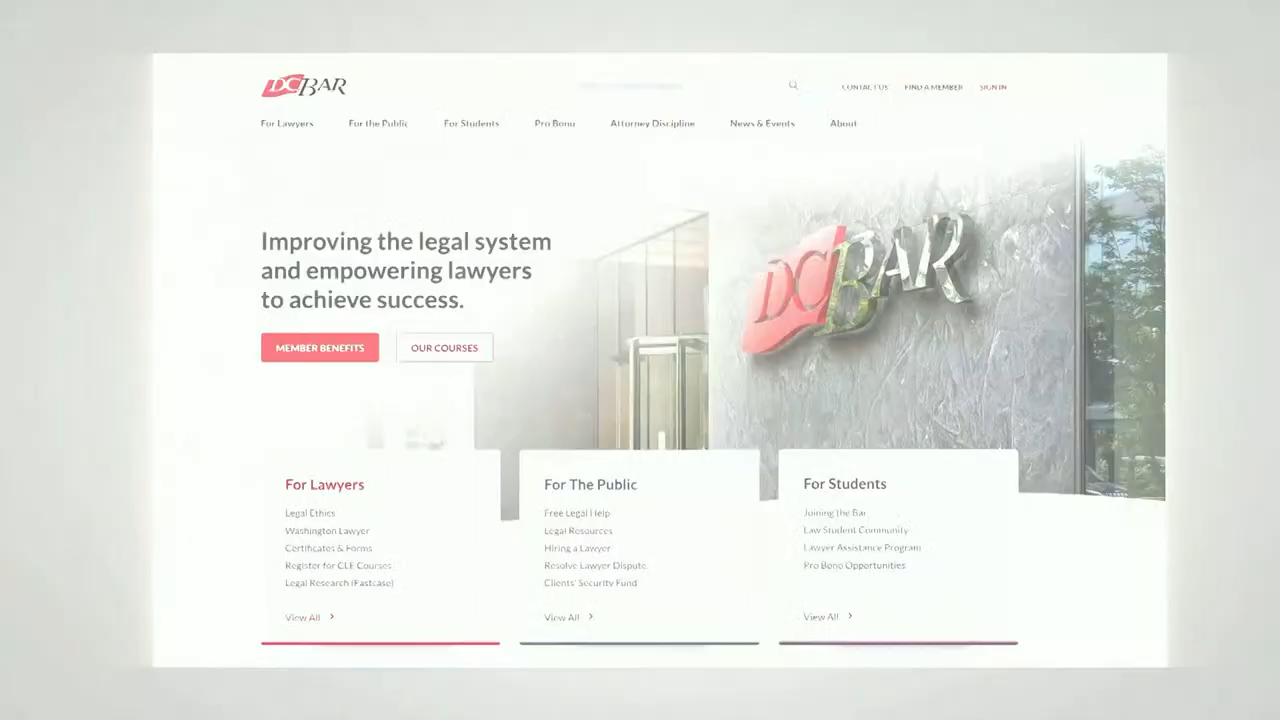 DC BAR
CONTACT US FIND A MEMBER SIGN IN
For Lawyers For the Public For Students Pro Bono Attorney Discipline News & Events About
Improving the legal system
and empowering lawyers
to achieve success.
MEMBER BENEFITS OUR COURSES
DC BAR
For Lawyers
Legal Ethics
Washington Lawyer
Certificates & Forms
Register for CLE Courses
Legal Research (Fastcase)
View All
For The Public
Free Legal Help
Legal Resources
Hiring a Lawyer
Resolve Lawyer Dispute
Clients' Security Fund
View All
For Students
Joining the Bar
Law Student Community
Lawyer Assistance Program
Pro Bono Opportunities
View All